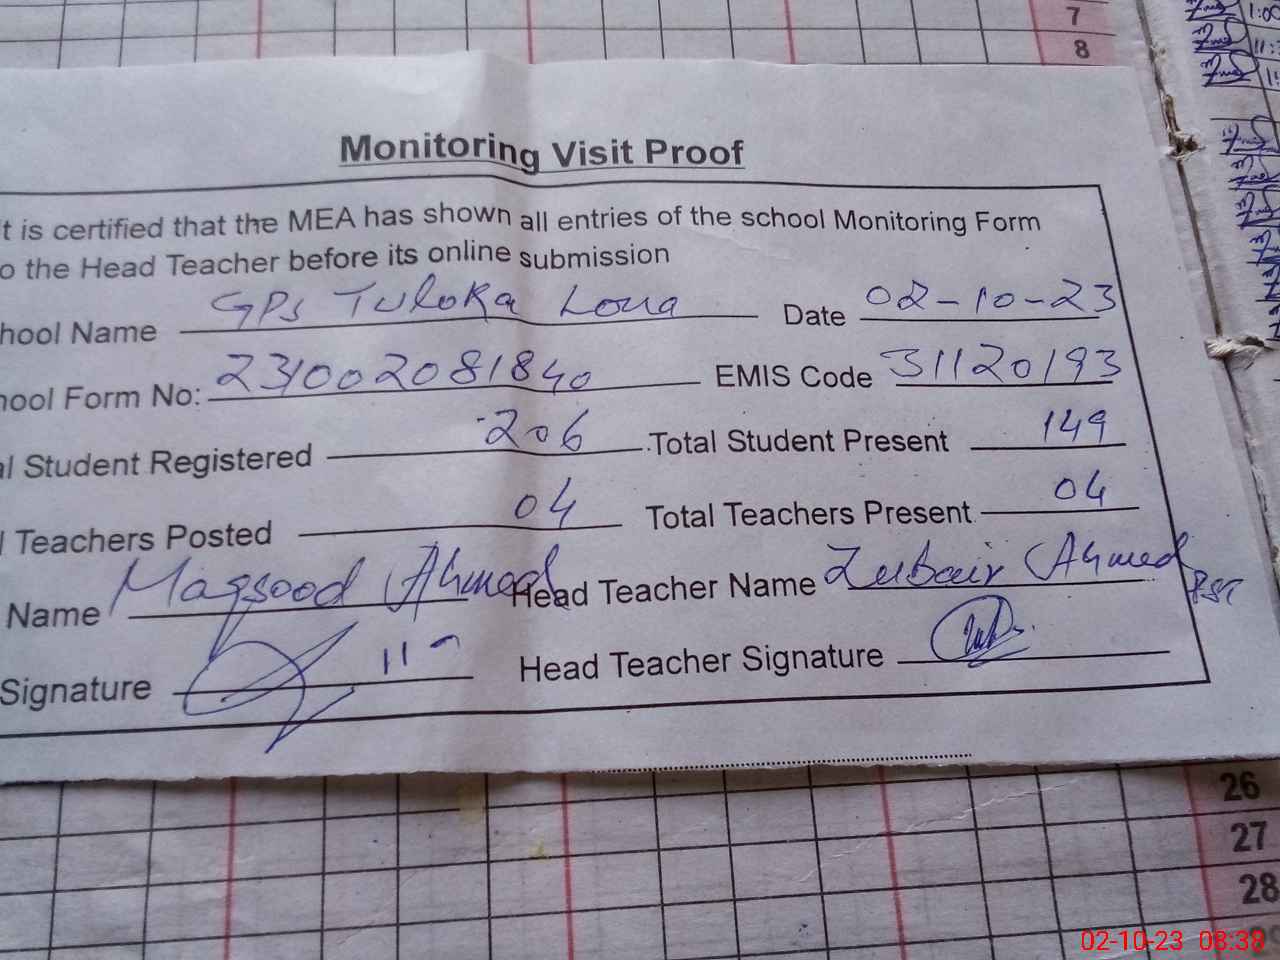 7
8
Monitoring Visit Proof
t is certified that the MEA has shown all entries of the school Monitoring Form
o the Head Teacher before its online submission
hool Name GPS Tuloka Lona Date 02-10-23
hool Form No: 231002081840 EMIS Code 31120193
al Student Registered 206 Total Student Present 149
l Teachers Posted 04 Total Teachers Present 04
Name Maqsood Ahmed Head Teacher Name Zubair Ahmed
PST
Signature Head Teacher Signature
26
27
28
02-10-23 08:38